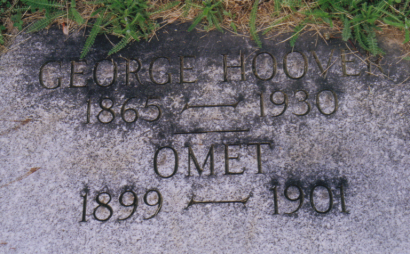 GEORGE HOOVER
1865 — 1930
OMET
1899 — 1901